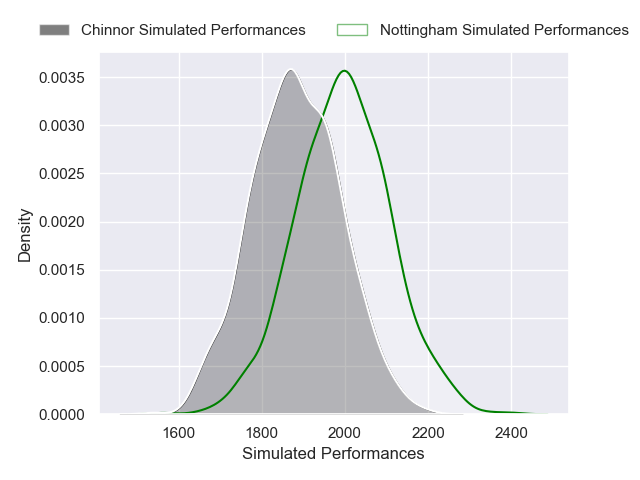 Chinnor Simulated Performances Nottingham Simulated Performances
0.0035
0.0030
0.0025
0.0020
0.0015
0.0010
0.0005
0.0000
Density
1600 1800 2000 2200 2400
Simulated Performances